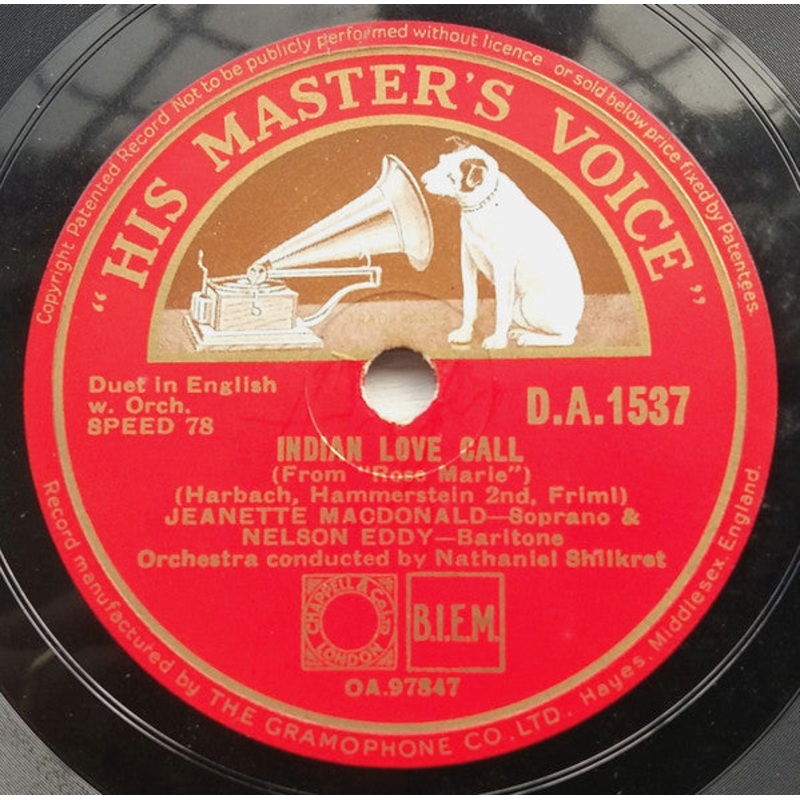 Copyright Patented Record Not to be publicly performed without licence or sold below price fixed by Patentees.
"HIS MASTER'S VOICE"
Duet in English
w. Orch.
SPEED 78
D.A.1537
INDIAN LOVE CALL
(From "Rose Marie")
(Harbach, Hammerstein 2nd, Friml)
JEANETTE MACDONALD—Soprano &
NELSON EDDY—Baritone
Orchestra conducted by Nathaniel Shilkret
CHAPPELL & CO LTD
LONDON
B.I.E.M.
OA.97847
Record manufactured by THE GRAMOPHONE CO. LTD. Hayes, Middlesex, England.